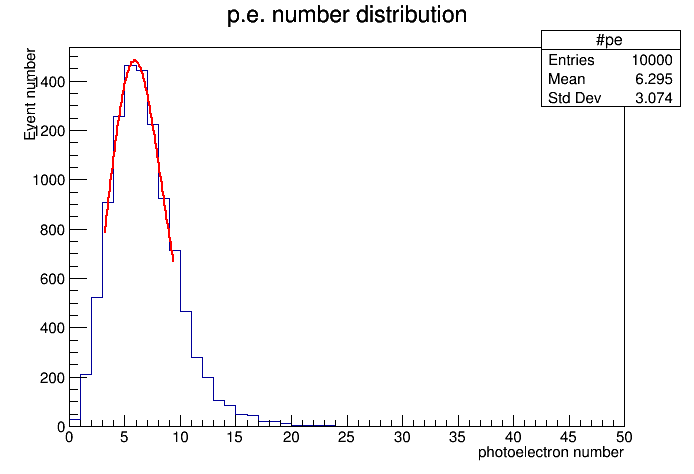 p.e. number distribution
#pe
Entries 10000
Mean 6.295
Std Dev 3.074
Event number
1400
1200
1000
800
600
400
200
0
0 5 10 15 20 25 30 35 40 45 50
photoelectron number